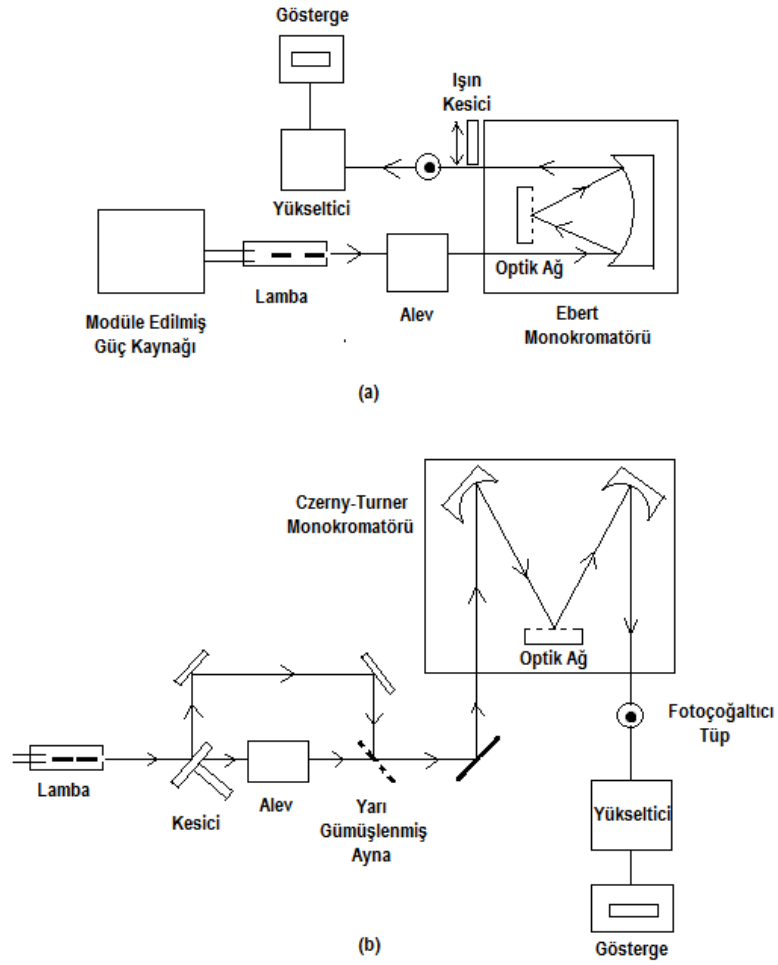 Gösterge
Işın
Kesici
Yükseltici
Optik Ağ
Lamba
Alev
Modüle Edilmiş
Güç Kaynağı
Ebert
Monokromatörü
(a)
Czerny-Turner
Monokromatörü
Optik Ağ
Fotoçoğaltıcı
Tüp
Lamba
Kesici
Alev
Yarı
Gümüşlenmiş
Ayna
Yükseltici
Gösterge
(b)